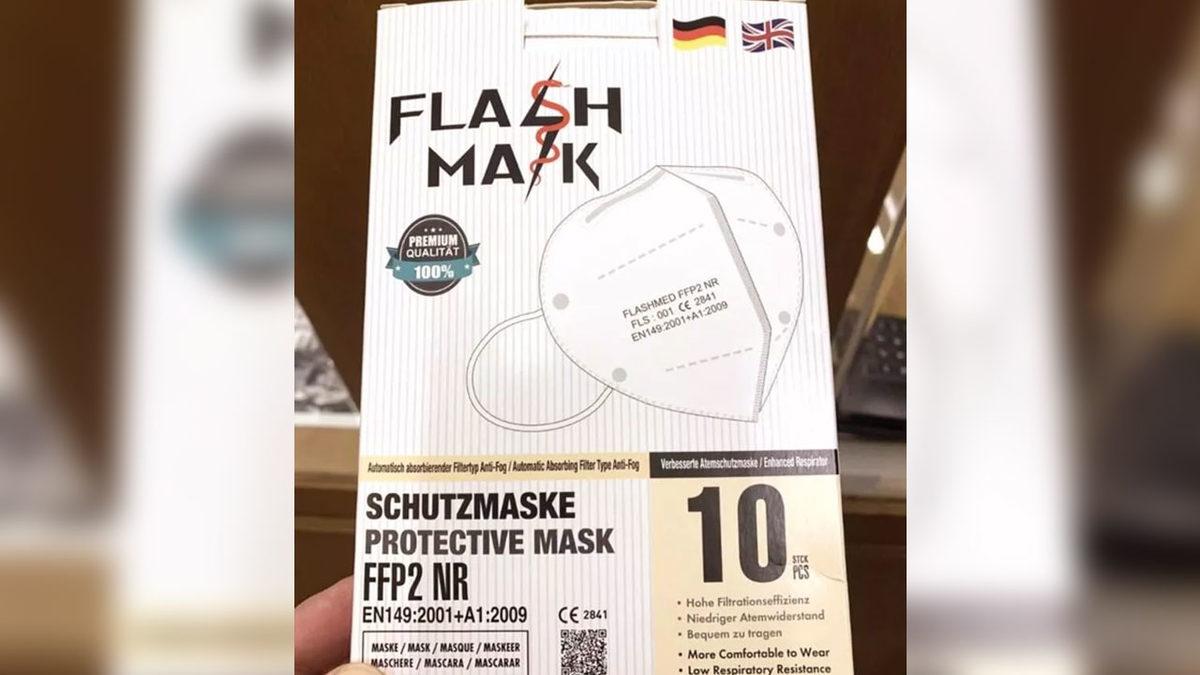 FLASH
MASK
PREMIUM
QUALITÄT
100%
FLASHMED FFP2 NR
FLS : 001 CE 2841
EN149:2001+A1:2009
Automatisch absorbierender Filtertyp Anti-Fog / Automatic Absorbing Filter Type Anti-Fog
Verbesserte Atemschutzmaske / Enhanced Respirator
SCHUTZMASKE
PROTECTIVE MASK
FFP2 NR
EN149:2001+A1:2009
CE 2841
MASKE / MASK / MASQUE / MASKEER
MASCHERE / MASCARA / MASCARAR
10 STCK
PCS
• Hohe Filtrationseffizienz
• Niedriger Atemwiderstand
• Bequem zu tragen
• More Comfortable to Wear
• Low Respiratory Resistance